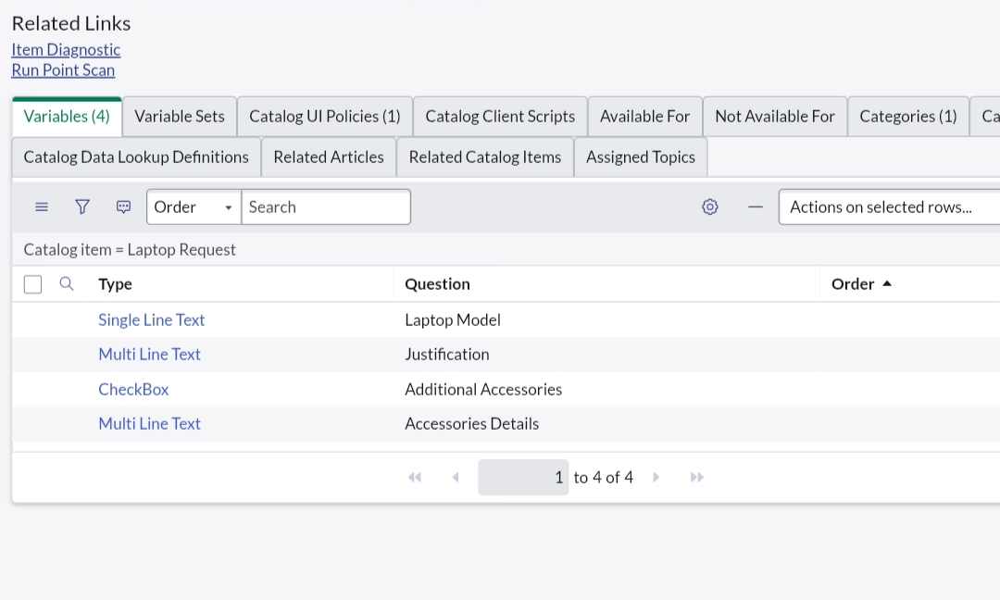 Related Links
Item Diagnostic
Run Point Scan
Variables (4) Variable Sets Catalog UI Policies (1) Catalog Client Scripts Available For Not Available For Categories (1) Ca
Catalog Data Lookup Definitions Related Articles Related Catalog Items Assigned Topics
Order Search Actions on selected rows...
Catalog item = Laptop Request
Type Question Order
Single Line Text Laptop Model
Multi Line Text Justification
CheckBox Additional Accessories
Multi Line Text Accessories Details
1 to 4 of 4